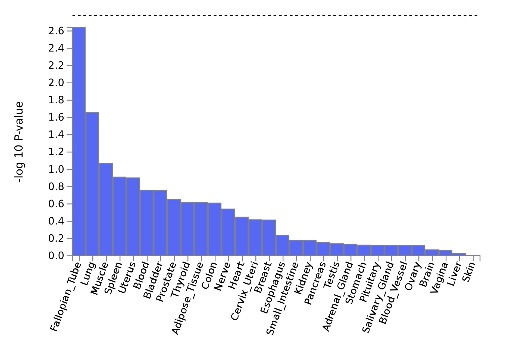 -log 10 P-value
2.6
2.4
2.2
2.0
1.8
1.6
1.4
1.2
1.0
0.8
0.6
0.4
0.2
0.0
Fallopian_Tube
Lung
Muscle
Spleen
Uterus
Blood
Bladder
Prostate
Thyroid
Adipose_Tissue
Colon
Nerve
Heart
Cervix_Uteri
Breast
Esophagus
Small_Intestine
Kidney
Pancreas
Testis
Adrenal_Gland
Stomach
Pituitary
Salivary_Gland
Blood_Vessel
Ovary
Brain
Vagina
Liver
Skin